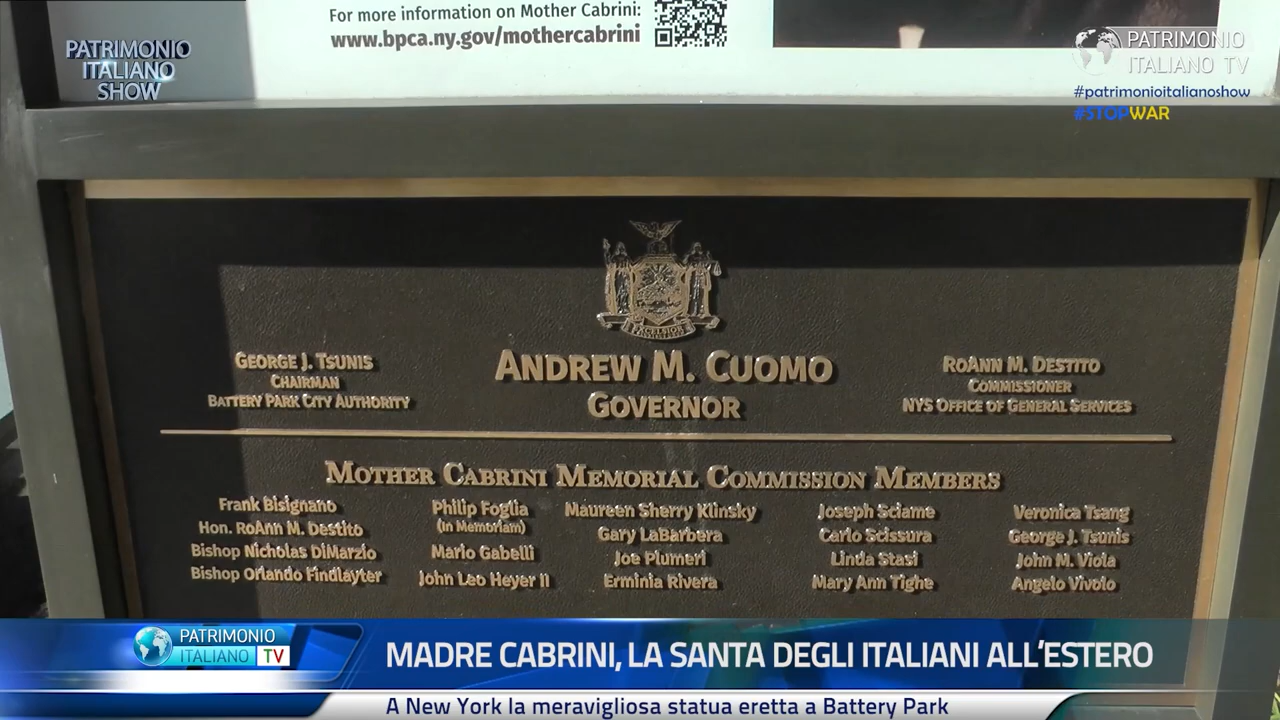 For more information on Mother Cabrini:
www.bpca.ny.gov/mothercabrini
PATRIMONIO
ITALIANO
SHOW
PATRIMONIO
ITALIANO TV
#patrimonioitalianoshow
#STOPWAR
EXCELSIOR
GEORGE J. TSUNIS
CHAIRMAN
BATTERY PARK CITY AUTHORITY
ANDREW M. CUOMO
GOVERNOR
ROANN M. DESTITO
COMMISSIONER
NYS OFFICE OF GENERAL SERVICES
MOTHER CABRINI MEMORIAL COMMISSION MEMBERS
Frank Bisignano
Hon. RoAnn M. Destito
Bishop Nicholas DiMarzio
Bishop Orlando Findlayter
Philip Foglia
(In Memoriam)
Mario Gabelli
John Leo Heyer II
Maureen Sherry Klinsky
Gary LaBarbera
Joe Plumeri
Erminia Rivera
Joseph Sciame
Carlo Scissura
Linda Stasi
Mary Ann Tighe
Veronica Tsang
George J. Tsunis
John M. Viola
Angelo Vivolo
PATRIMONIO
ITALIANO TV
MADRE CABRINI, LA SANTA DEGLI ITALIANI ALL'ESTERO
A New York la meravigliosa statua eretta a Battery Park